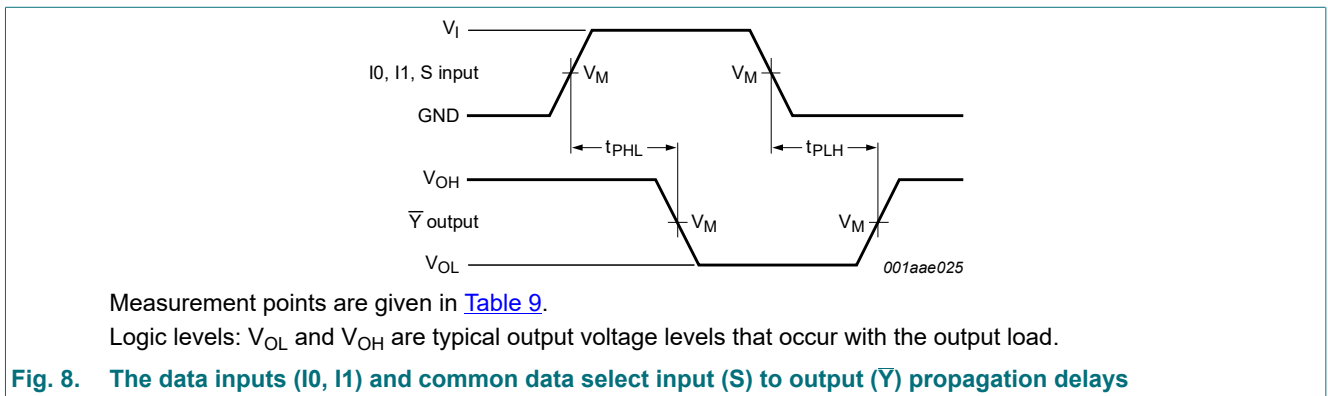 VI
I0, I1, S input
VM
VM
GND
tPHL
tPLH
VOH
Y̅ output
VM
VM
VOL
001aae025
Measurement points are given in Table 9.
Logic levels: VOL and VOH are typical output voltage levels that occur with the output load.
Fig. 8. The data inputs (I0, I1) and common data select input (S) to output (Y̅) propagation delays